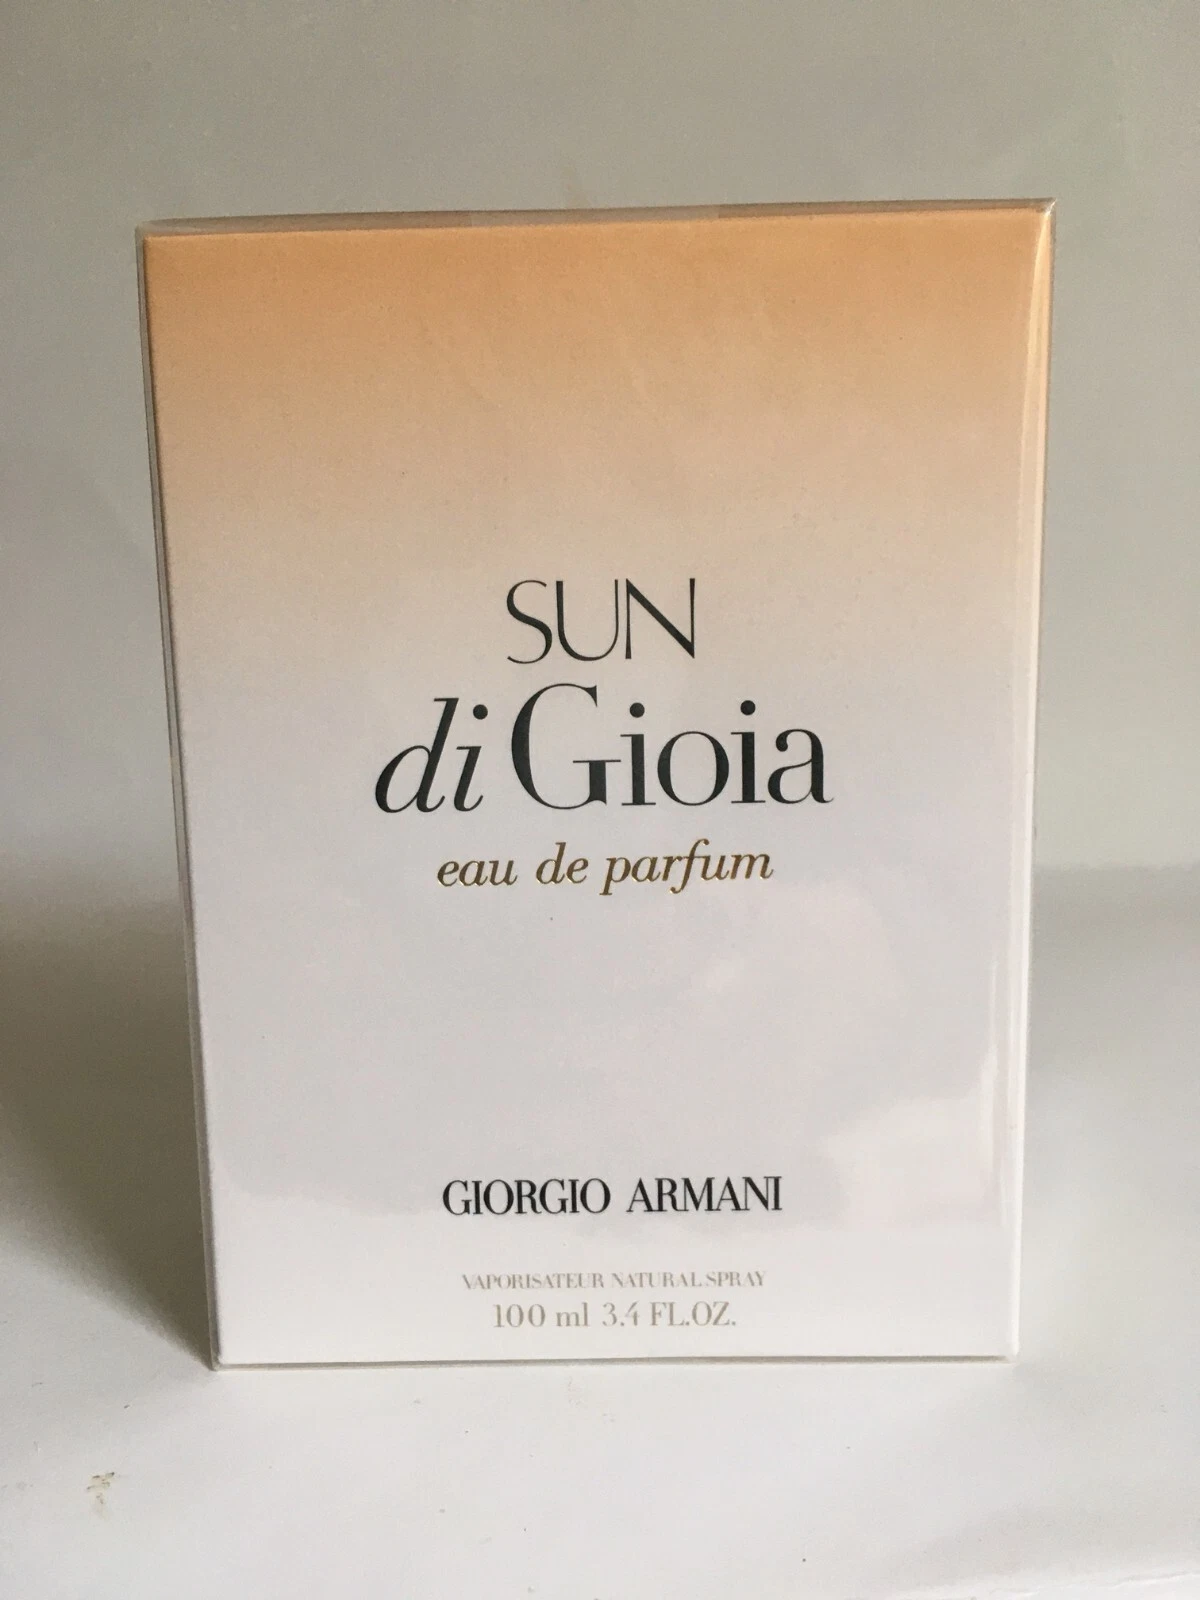 SUN
di Gioia
eau de parfum
GIORGIO ARMANI
VAPORISATEUR NATURAL SPRAY
100 ml 3.4 FL.OZ.